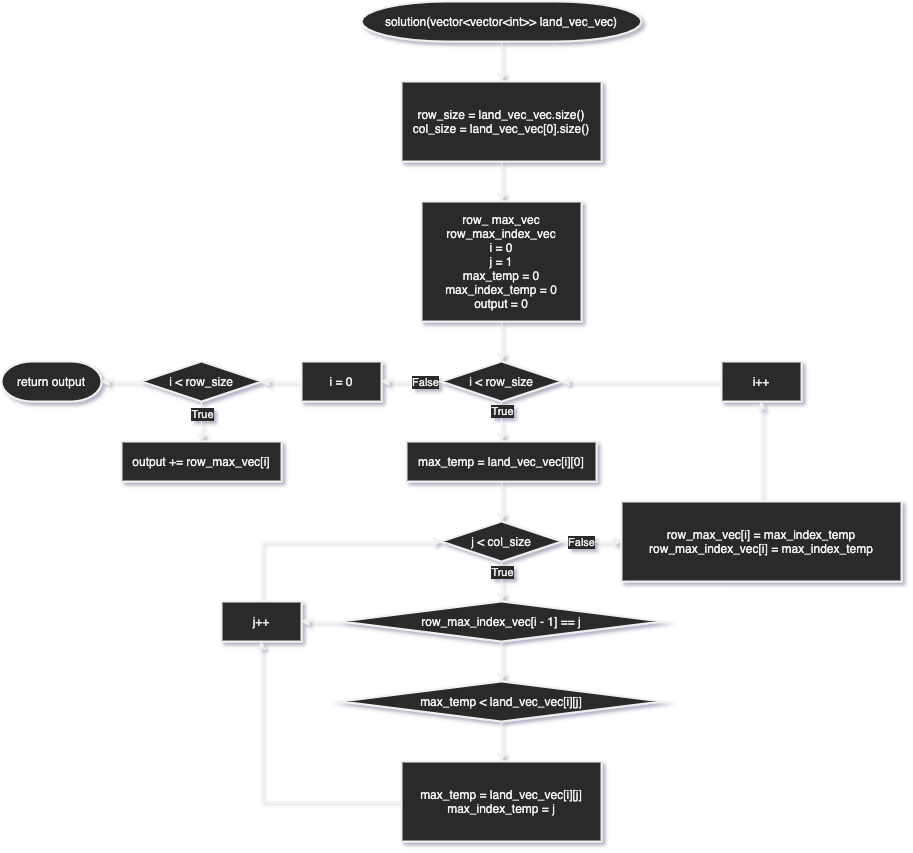 solution(vector<vector<int>> land_vec_vec)
row_size = land_vec_vec.size()
col_size = land_vec_vec[0].size()
row_ max_vec
row_max_index_vec
i = 0
j = 1
max_temp = 0
max_index_temp = 0
output = 0
return output
i < row_size
i = 0
False
i < row_size
i++
True
True
output += row_max_vec[i]
max_temp = land_vec_vec[i][0]
j < col_size
False
row_max_vec[i] = max_index_temp
row_max_index_vec[i] = max_index_temp
True
j++
row_max_index_vec[i - 1] == j
max_temp < land_vec_vec[i][j]
max_temp = land_vec_vec[i][j]
max_index_temp = j